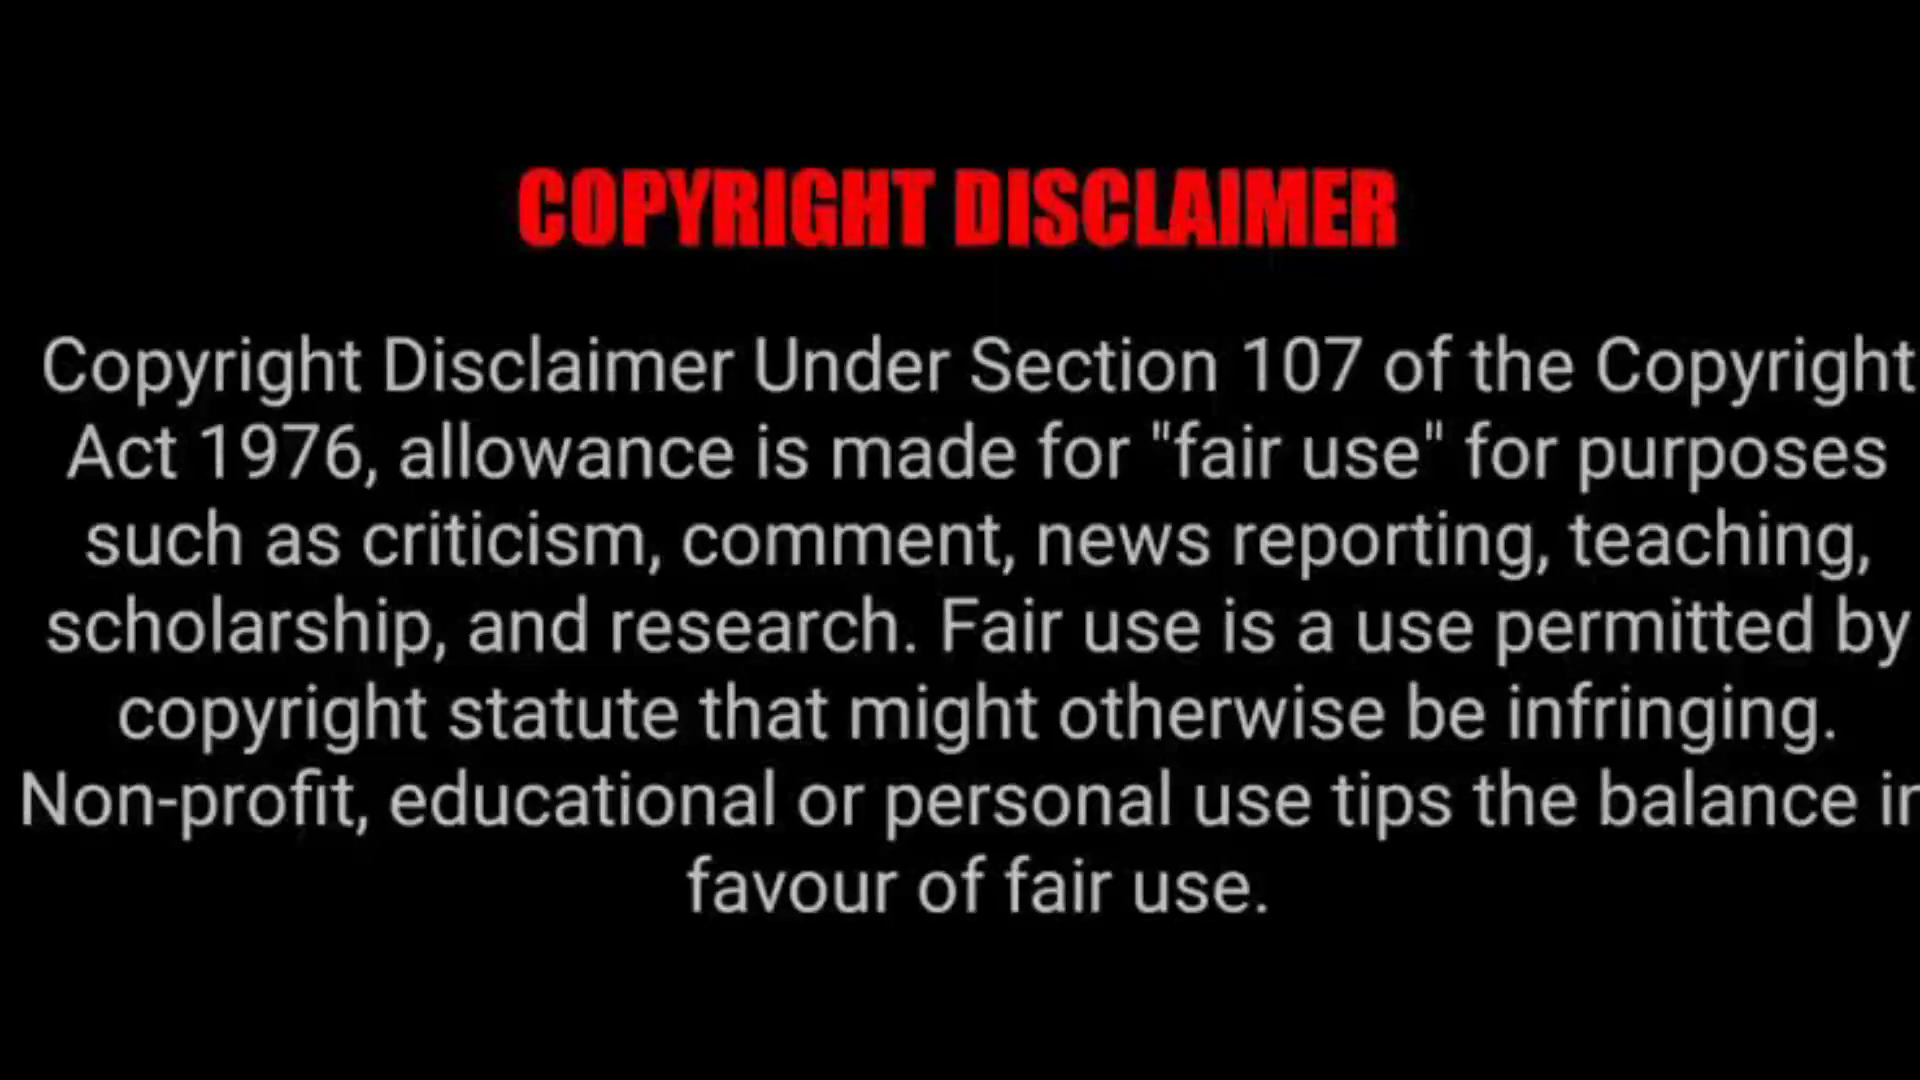 COPYRIGHT DISCLAIMER
Copyright Disclaimer Under Section 107 of the Copyright
Act 1976, allowance is made for "fair use" for purposes
such as criticism, comment, news reporting, teaching,
scholarship, and research. Fair use is a use permitted by
copyright statute that might otherwise be infringing.
Non-profit, educational or personal use tips the balance in
favour of fair use.